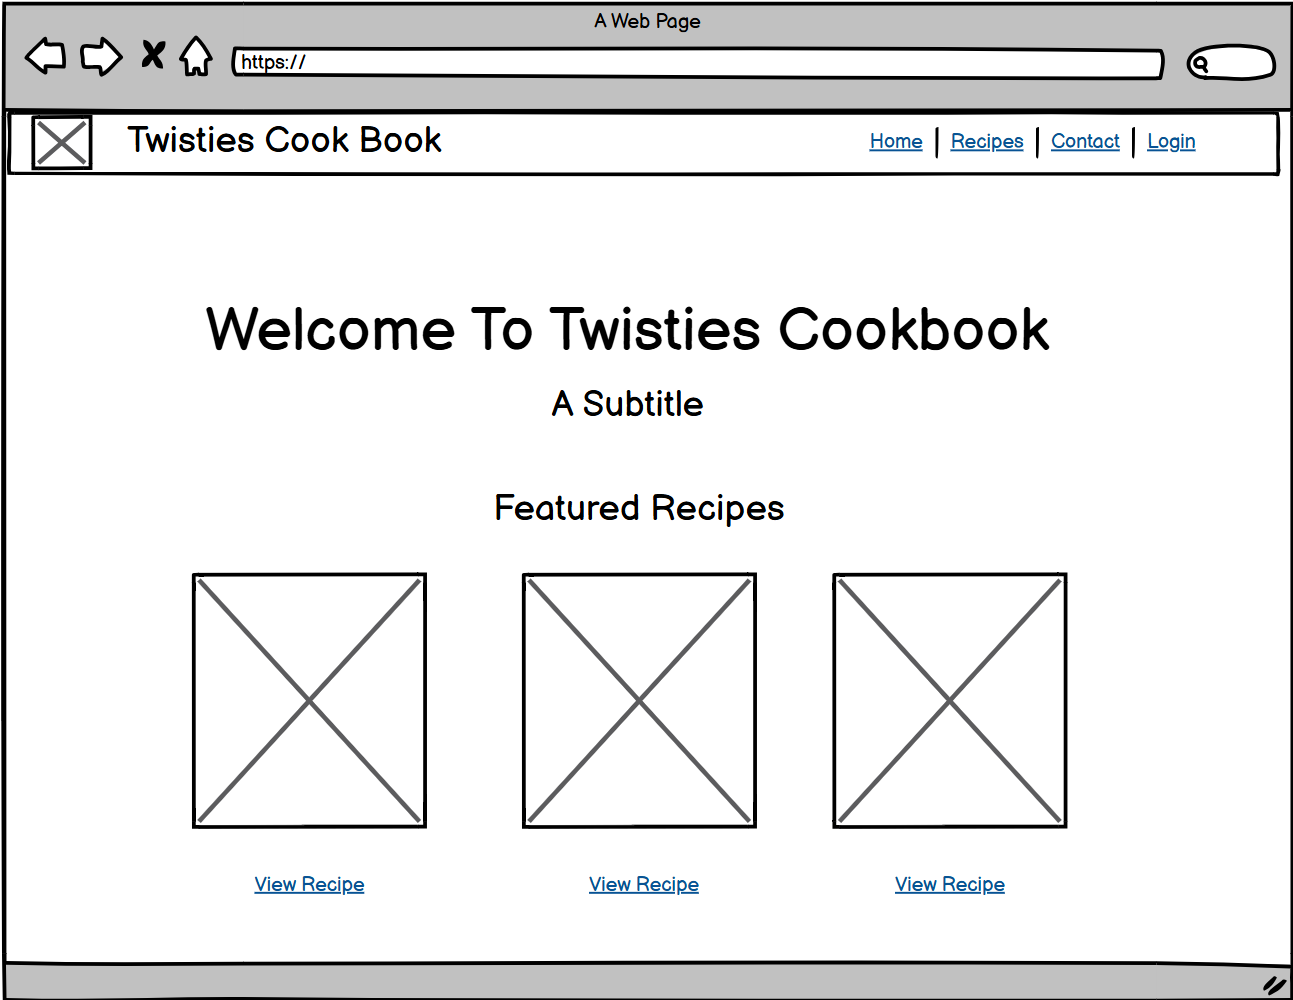 A Web Page
https://
Twisties Cook Book
Home Recipes Contact Login
Welcome To Twisties Cookbook
A Subtitle
Featured Recipes
View Recipe View Recipe View Recipe